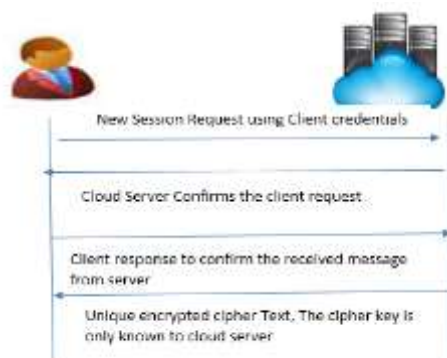 New Session Request using Client credentials
Cloud Server Confirms the client request
Client response to confirm the received message
from server
Unique encrypted cipher Text, The cipher key is
only known to cloud server